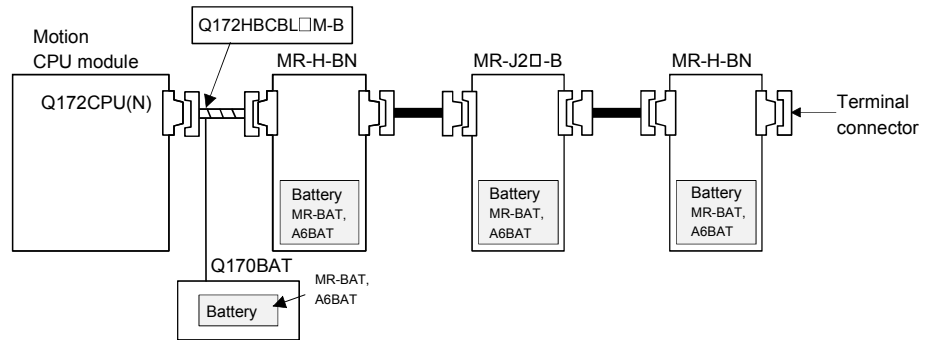 Q172HBCBL□M-B
Motion
CPU module
MR-H-BN
MR-J2□-B
MR-H-BN
Q172CPU(N)
Terminal
connector
Battery
MR-BAT,
A6BAT
Battery
MR-BAT,
A6BAT
Battery
MR-BAT,
A6BAT
Q170BAT
MR-BAT,
A6BAT
Battery